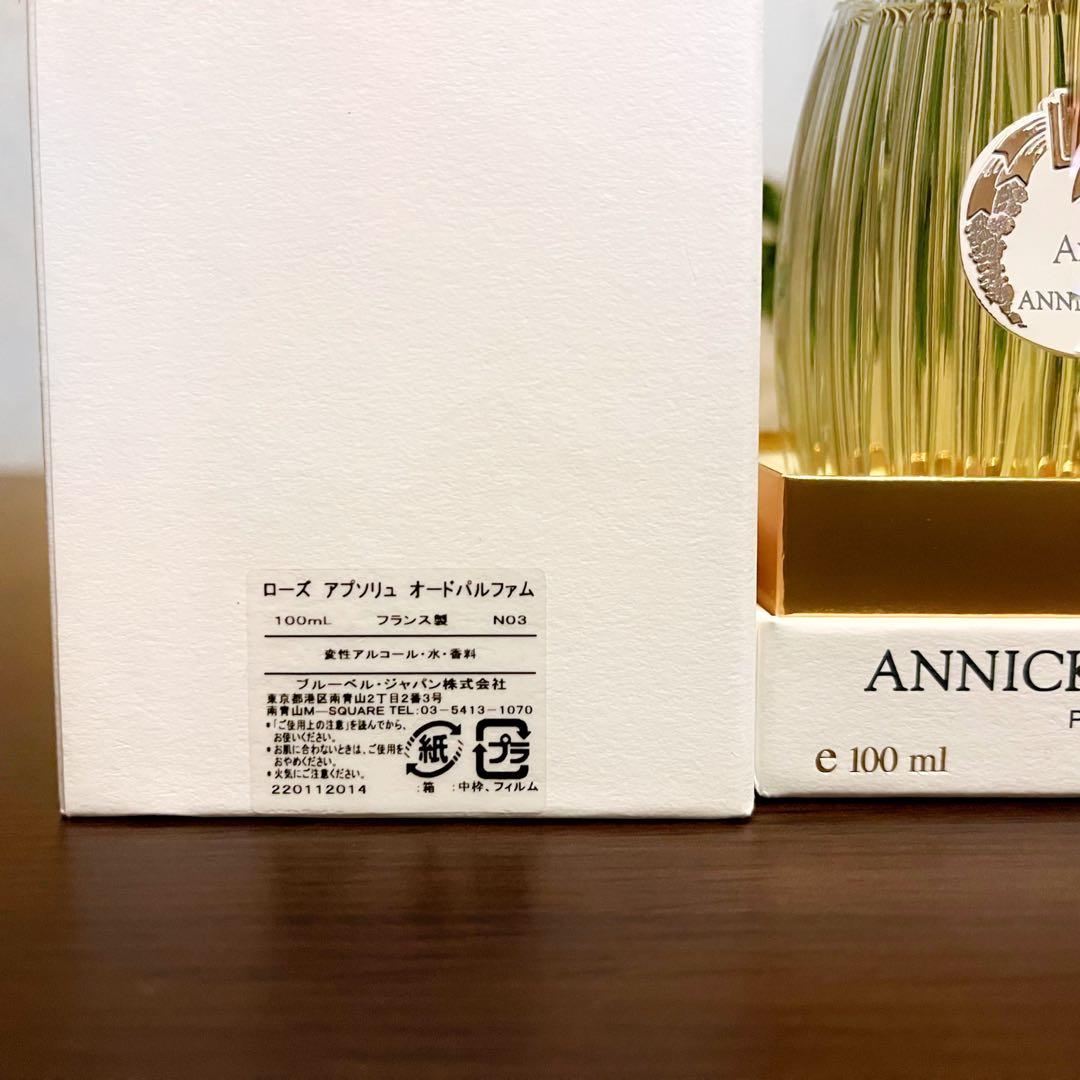 ローズ アプソリュ オードパルファム
100mL フランス製 N03
変性アルコール・水・香料
ブルーベル・ジャパン株式会社
東京都港区南青山2丁目2番3号
南青山M-SQUARE TEL:03-5413-1070
*「ご使用上の注意」を読んでから、
お使いください。
*お肌に合わないときは、ご使用を
おやめください。
*火気にご注意ください。
紙
プラ
220112014 :箱 :中枠、フィルム
ANNICK
e 100 ml